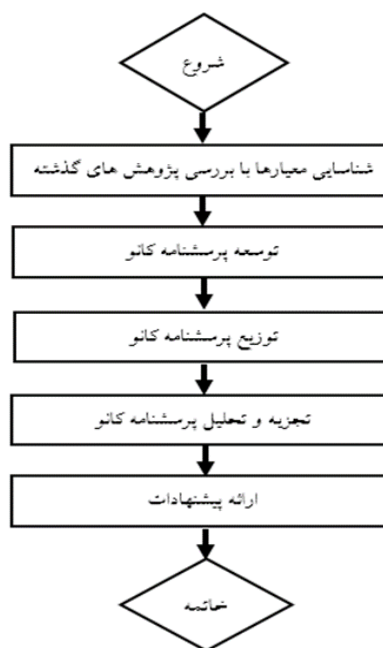 شروع
شناسایی معیارها با بررسی پژوهش های گذشته
توسعه پرسشنامه کانو
توزیع پرسشنامه کانو
تجزیه و تحلیل پرسشنامه کانو
ارائه پیشنهادات
خاتمه